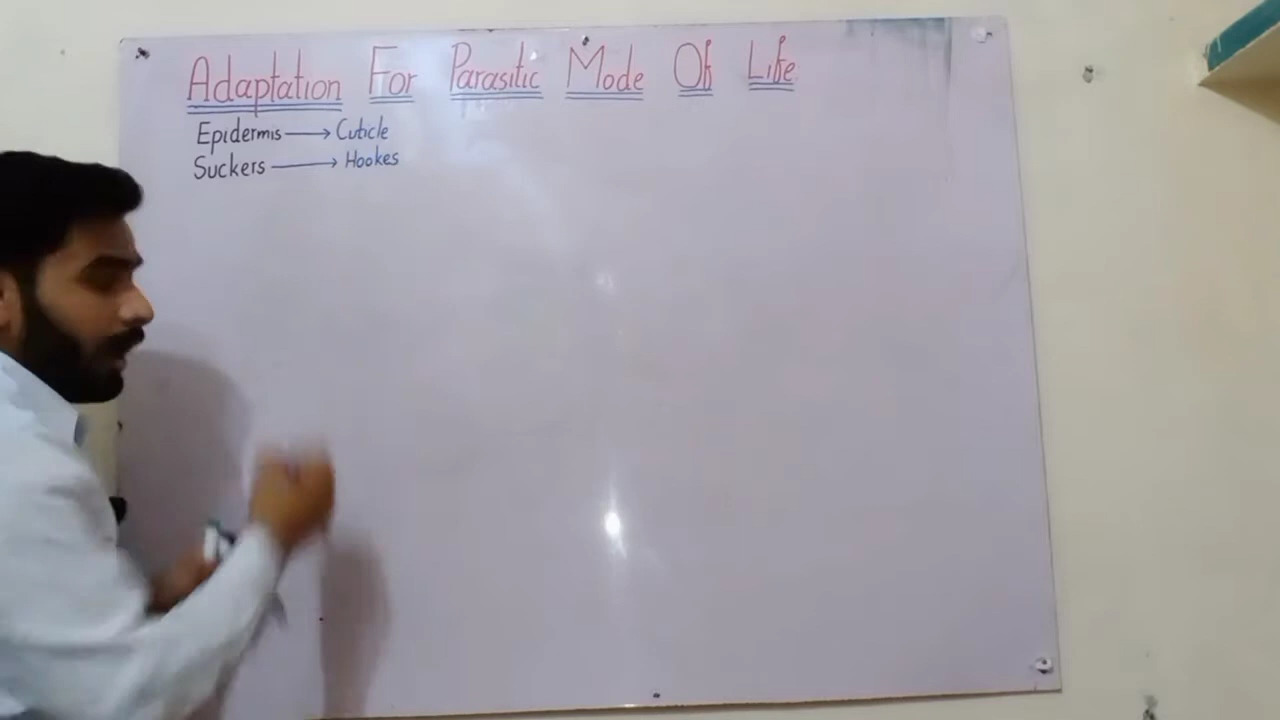 Adaptation For Parasitic Mode Of Life
Epidermis → Cuticle
Suckers → Hookes